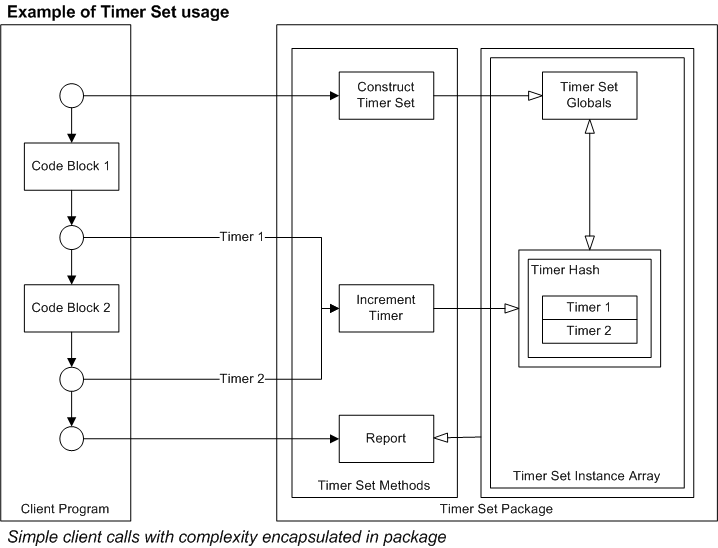 Example of Timer Set usage
Construct
Timer Set
Timer Set
Globals
Code Block 1
Timer 1
Timer Hash
Code Block 2
Increment
Timer
Timer 1
Timer 2
Timer 2
Report
Timer Set Methods
Timer Set Instance Array
Client Program
Timer Set Package
Simple client calls with complexity encapsulated in package